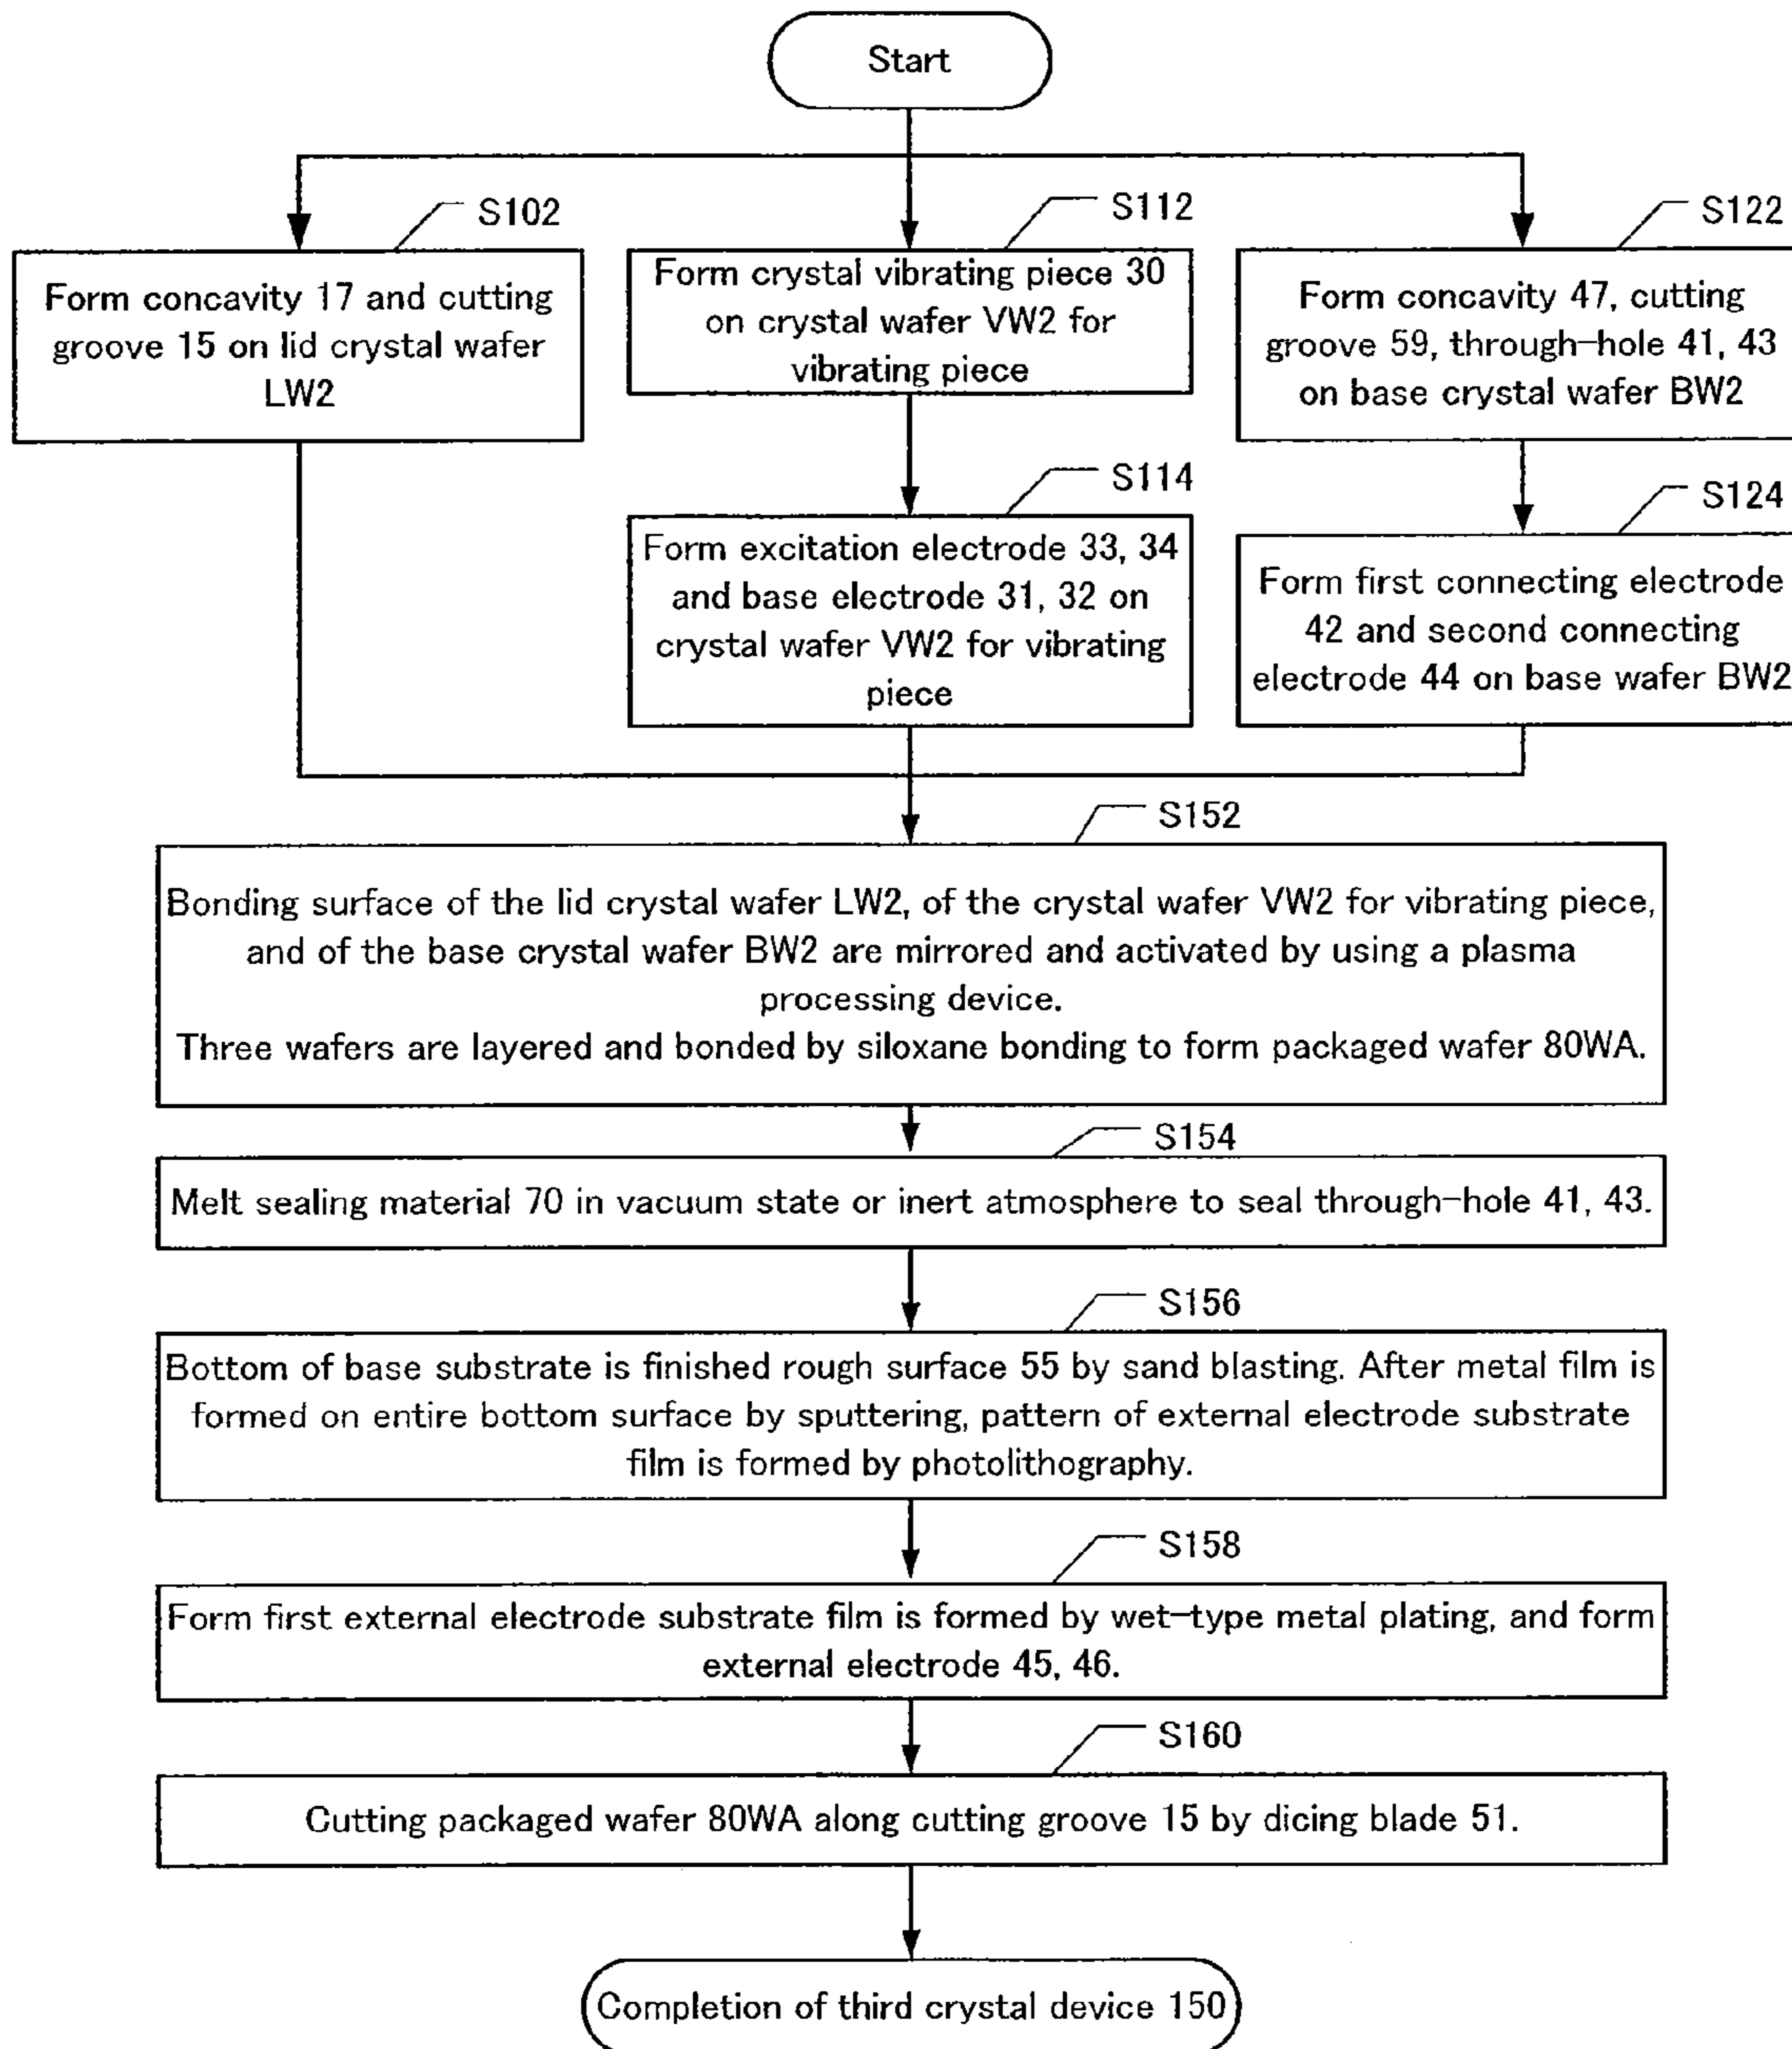 Start
S102
Form concavity 17 and cutting
groove 15 on lid crystal wafer
LW2
S112
Form crystal vibrating piece 30
on crystal wafer VW2 for
vibrating piece
S122
Form concavity 47, cutting
groove 59, through-hole 41, 43
on base crystal wafer BW2
S114
Form excitation electrode 33, 34
and base electrode 31, 32 on
crystal wafer VW2 for vibrating
piece
S124
Form first connecting electrode
42 and second connecting
electrode 44 on base wafer BW2
S152
Bonding surface of the lid crystal wafer LW2, of the crystal wafer VW2 for vibrating piece,
and of the base crystal wafer BW2 are mirrored and activated by using a plasma
processing device.
Three wafers are layered and bonded by siloxane bonding to form packaged wafer 80WA.
S154
Melt sealing material 70 in vacuum state or inert atmosphere to seal through-hole 41, 43.
S156
Bottom of base substrate is finished rough surface 55 by sand blasting. After metal film is
formed on entire bottom surface by sputtering, pattern of external electrode substrate
film is formed by photolithography.
S158
Form first external electrode substrate film is formed by wet-type metal plating, and form
external electrode 45, 46.
S160
Cutting packaged wafer 80WA along cutting groove 15 by dicing blade 51.
Completion of third crystal device 150